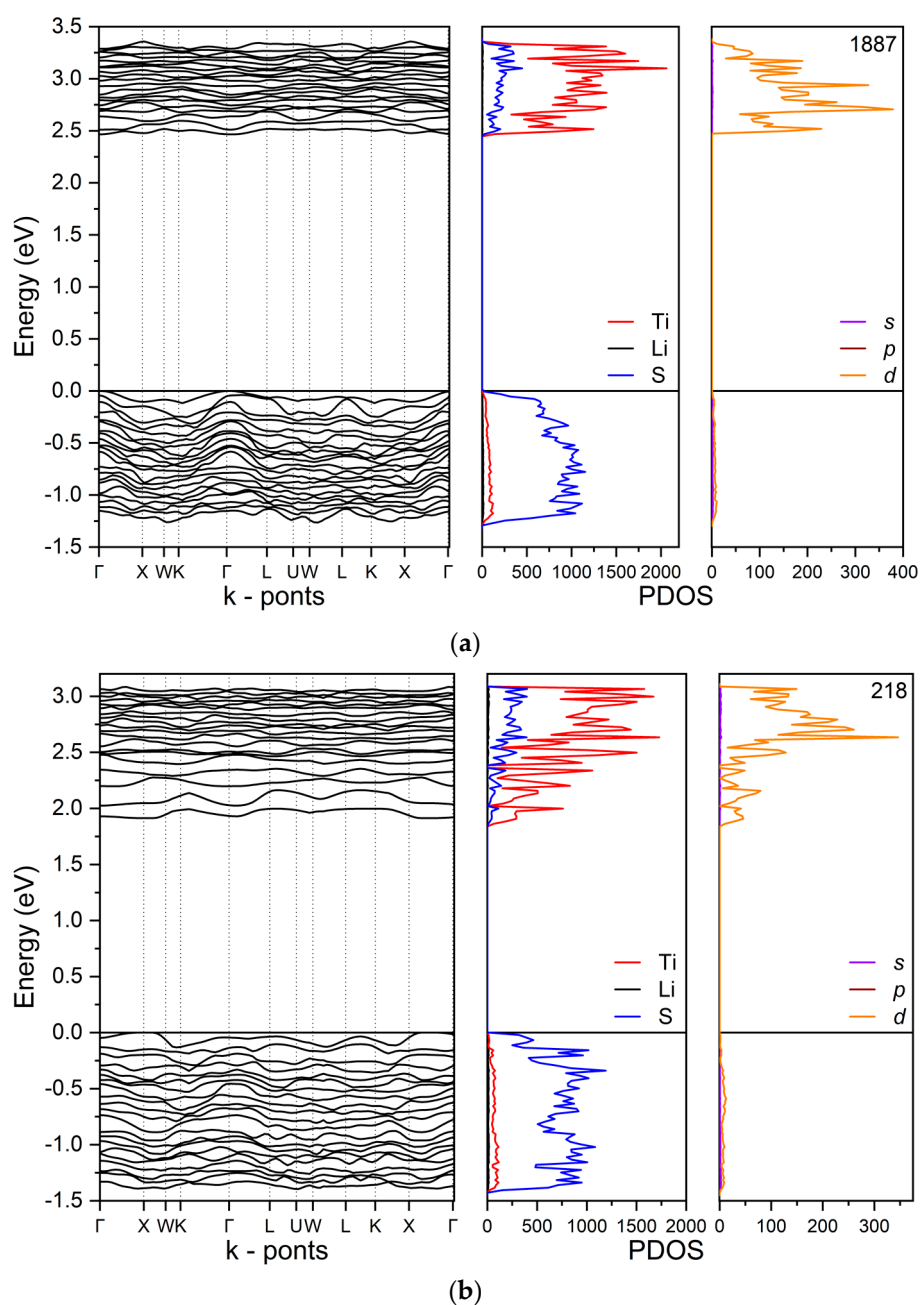 3.5
3.0
2.5
2.0
1.5
1.0
0.5
0.0
-0.5
-1.0
-1.5
Energy (eV)
Γ X W K Γ L U W L K X Γ
k - ponts
Ti
Li
S
0 500 1000 1500 2000
PDOS
1887
s
p
d
0 100 200 300 400
(a)
3.0
2.5
2.0
1.5
1.0
0.5
0.0
-0.5
-1.0
-1.5
Energy (eV)
Γ X W K Γ L U W L K X Γ
k - ponts
Ti
Li
S
0 500 1000 1500 2000
PDOS
218
s
p
d
0 100 200 300
(b)